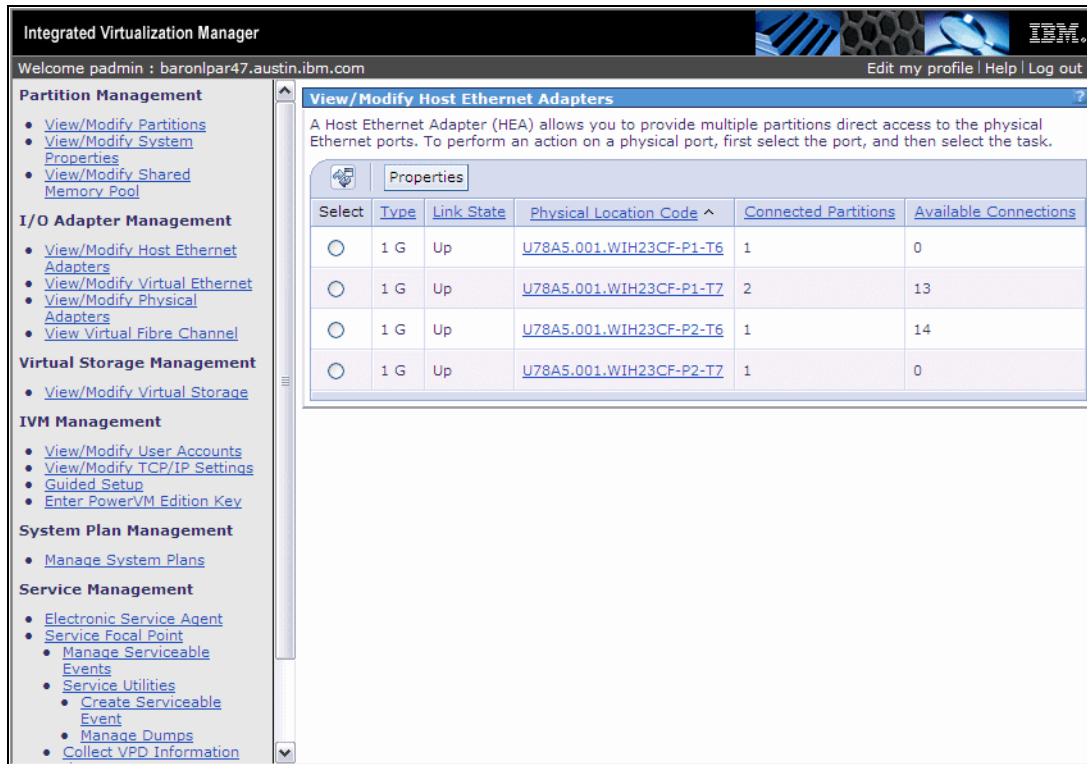 Integrated Virtualization Manager
IBM.
Welcome padmin : baronlpar47.austin.ibm.com
Edit my profile | Help | Log out
Partition Management
View/Modify Partitions
View/Modify System
Properties
View/Modify Shared
Memory Pool
I/O Adapter Management
View/Modify Host Ethernet
Adapters
View/Modify Virtual Ethernet
View/Modify Physical
Adapters
View Virtual Fibre Channel
Virtual Storage Management
View/Modify Virtual Storage
IVM Management
View/Modify User Accounts
View/Modify TCP/IP Settings
Guided Setup
Enter PowerVM Edition Key
System Plan Management
Manage System Plans
Service Management
Electronic Service Agent
Service Focal Point
Manage Serviceable
Events
Service Utilities
Create Serviceable
Event
Manage Dumps
Collect VPD Information
View/Modify Host Ethernet Adapters ?
A Host Ethernet Adapter (HEA) allows you to provide multiple partitions direct access to the physical
Ethernet ports. To perform an action on a physical port, first select the port, and then select the task.
Properties
Select Type Link State Physical Location Code ^ Connected Partitions Available Connections
1 G Up U78A5.001.WIH23CF-P1-T6 1 0
1 G Up U78A5.001.WIH23CF-P1-T7 2 13
1 G Up U78A5.001.WIH23CF-P2-T6 1 14
1 G Up U78A5.001.WIH23CF-P2-T7 1 0